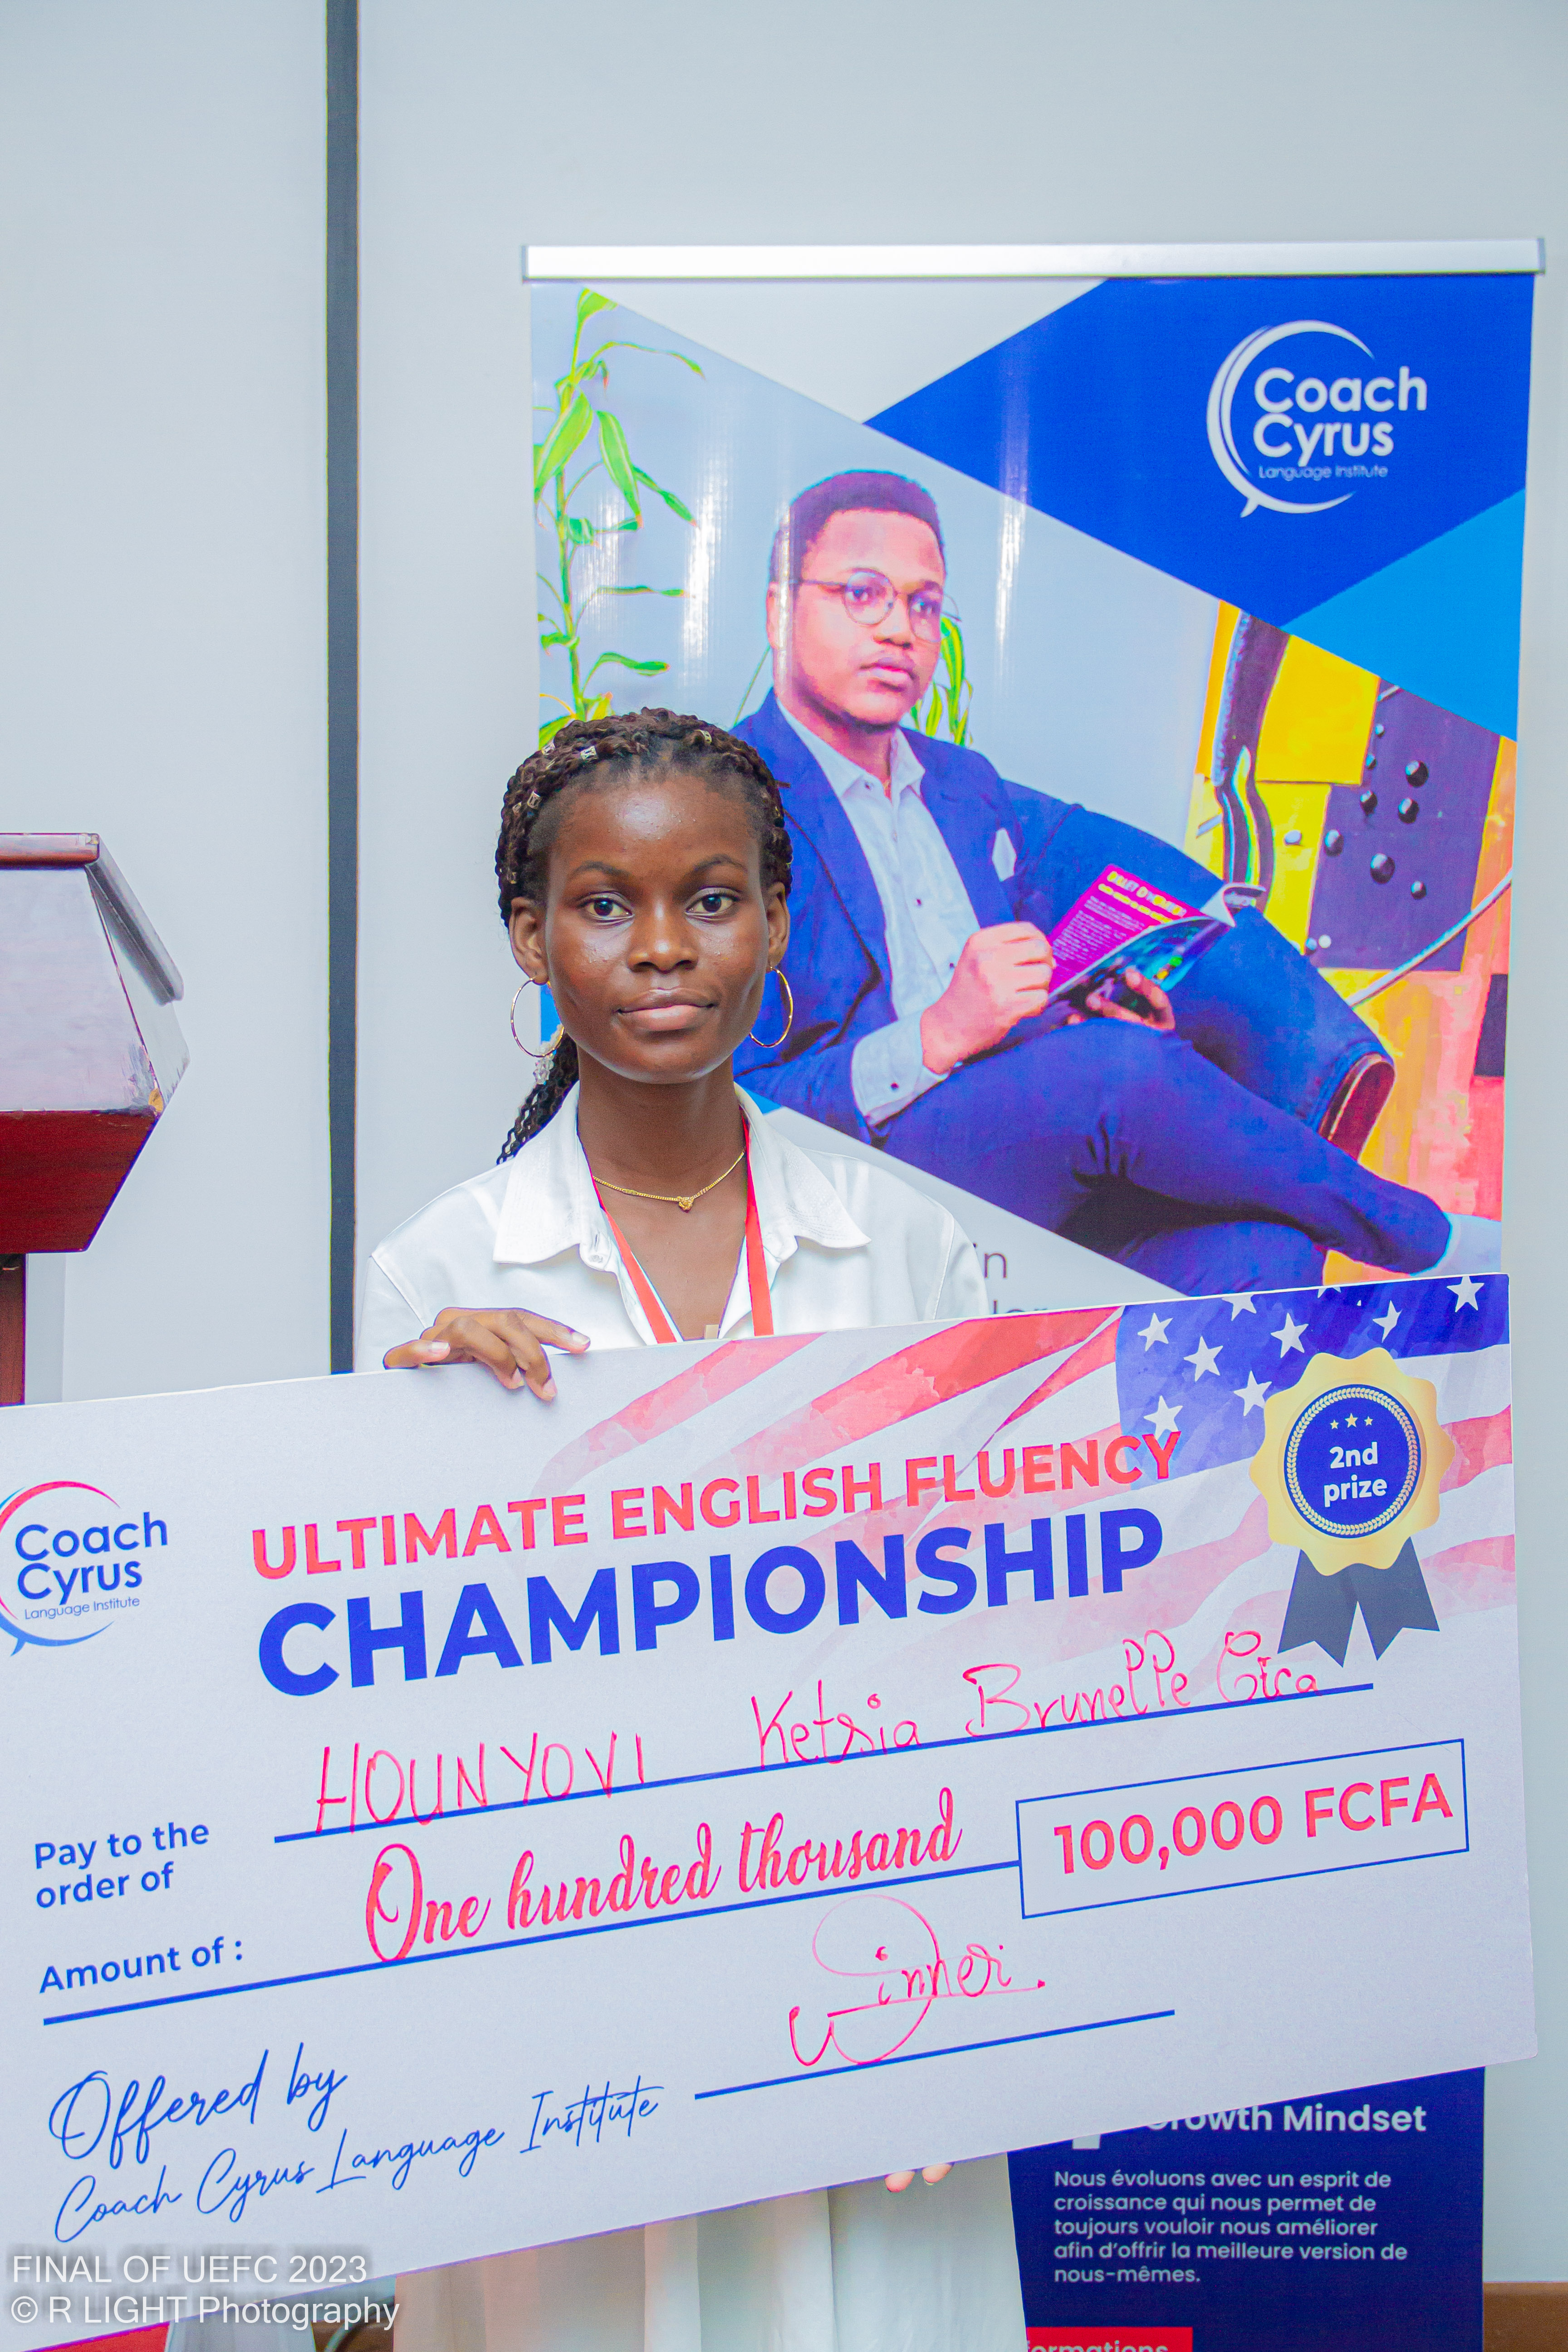 Coach
Cyrus
Language Institute
in
Coach
Cyrus
Language Institute
ULTIMATE ENGLISH FLUENCY
CHAMPIONSHIP
2nd
prize
Pay to the
order of
HOUNYOVI Ketsia Brunelle Cica
Amount of :
One hundred thousand
100,000 FCFA
Winner.
Offered by
Coach Cyrus Language Institute
Growth Mindset
Nous évoluons avec un esprit de
croissance qui nous permet de
toujours vouloir nous améliorer
afin d'offrir la meilleure version de
nous-mêmes.
formations
FINAL OF UEFC 2023
© R LIGHT Photography